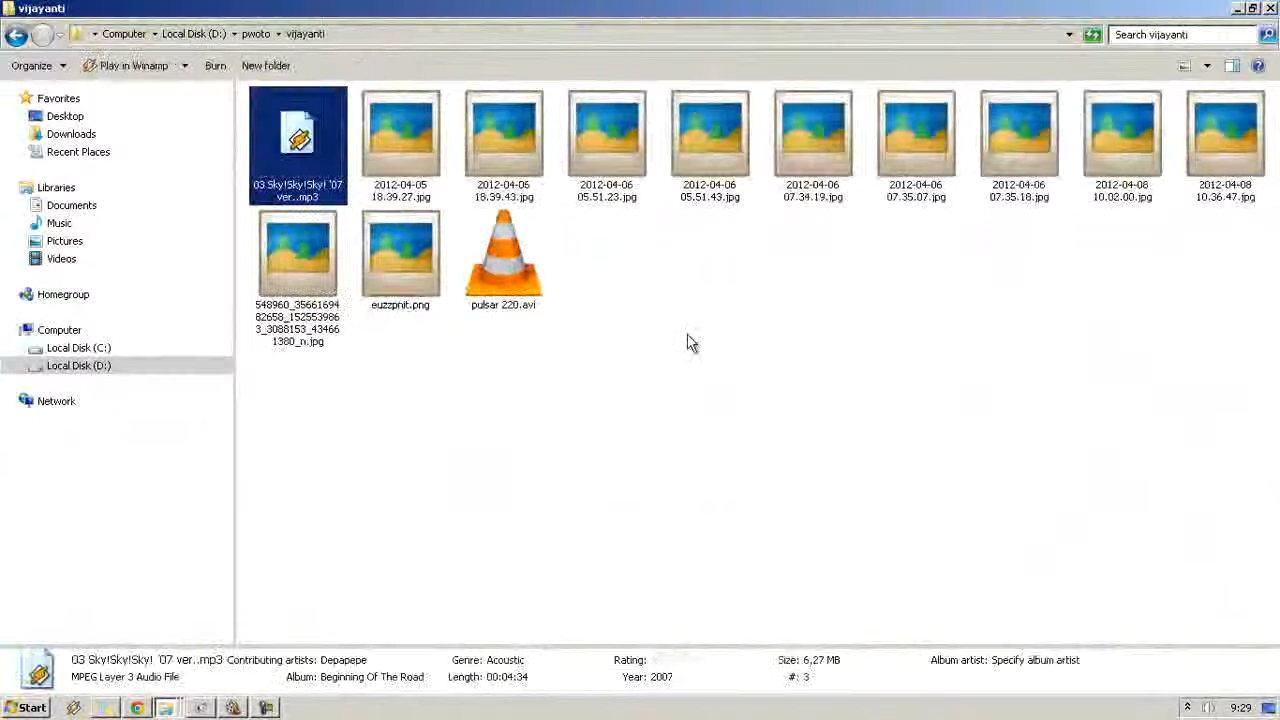 vijayanti
Computer
Local Disk (D:)
pwoto
vijayanti
Search vijayanti
Organize
Play in Winamp
Burn
New folder
Favorites
Desktop
Downloads
Recent Places
Libraries
Documents
Music
Pictures
Videos
Homegroup
Computer
Local Disk (C:)
Local Disk (D:)
Network
03 Sky!Sky!Sky! '07
ver..mp3
2012-04-05
18.39.27.jpg
2012-04-06
18.39.43.jpg
2012-04-06
05.51.23.jpg
2012-04-06
05.51.43.jpg
2012-04-06
07.34.19.jpg
2012-04-06
07.35.07.jpg
2012-04-06
07.35.18.jpg
2012-04-08
10.02.00.jpg
2012-04-08
10.36.47.jpg
548960_35661694
82658_152553986
3_3088153_43466
1380_n.jpg
euzzpnit.png
pulsar 220.avi
03 Sky!Sky!Sky! '07 ver..mp3 Contributing artists: Depapepe
Genre: Acoustic
Rating:
Size: 6,27 MB
Album artist: Specify album artist
MPEG Layer 3 Audio File
Album: Beginning Of The Road
Length: 00:04:34
Year: 2007
#: 3
Start
9:29